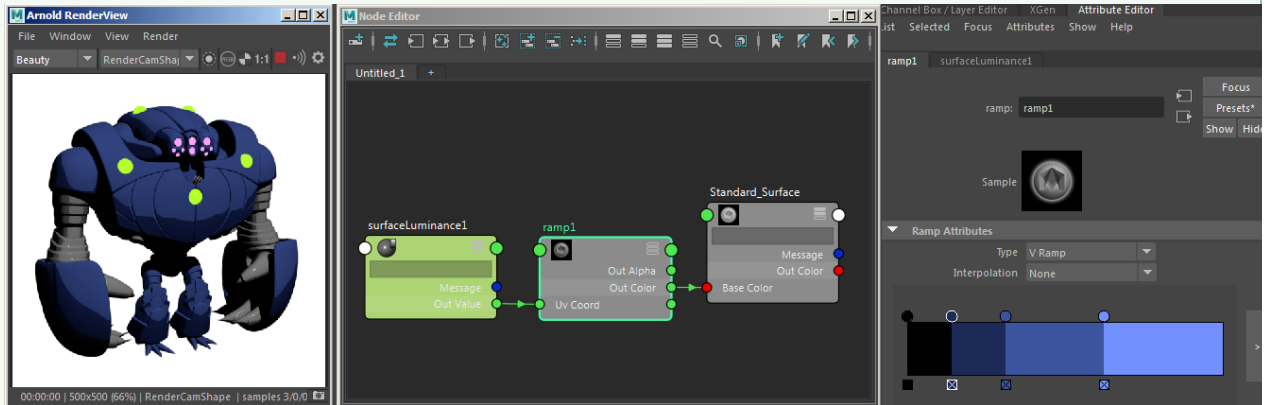 Arnold RenderView
File Window View Render
Beauty RenderCamSha 1:1
00:00:00 | 500x500 (66%) | RenderCamShape | samples 3/0/0
Node Editor
Untitled_1 +
surfaceLuminance1
Message
Out Value
ramp1
Out Alpha
Out Color
Uv Coord
Standard_Surface
Message
Out Color
Base Color
Channel Box / Layer Editor XGen Attribute Editor
List Selected Focus Attributes Show Help
ramp1 surfaceLuminance1
ramp: ramp1
Focus
Presets*
Show Hide
Sample
Ramp Attributes
Type V Ramp
Interpolation None